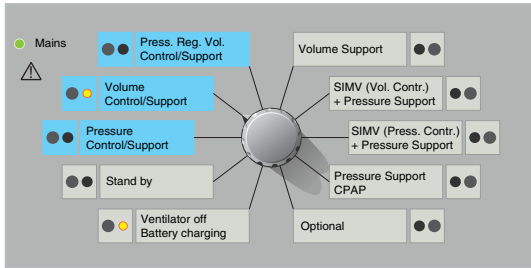 Mains
Press. Reg. Vol.
Control/Support
Volume
Control/Support
Pressure
Control/Support
Stand by
Ventilator off
Battery charging
Volume Support
SIMV (Vol. Contr.)
+ Pressure Support
SIMV (Press. Contr.)
+ Pressure Support
Pressure Support
CPAP
Optional